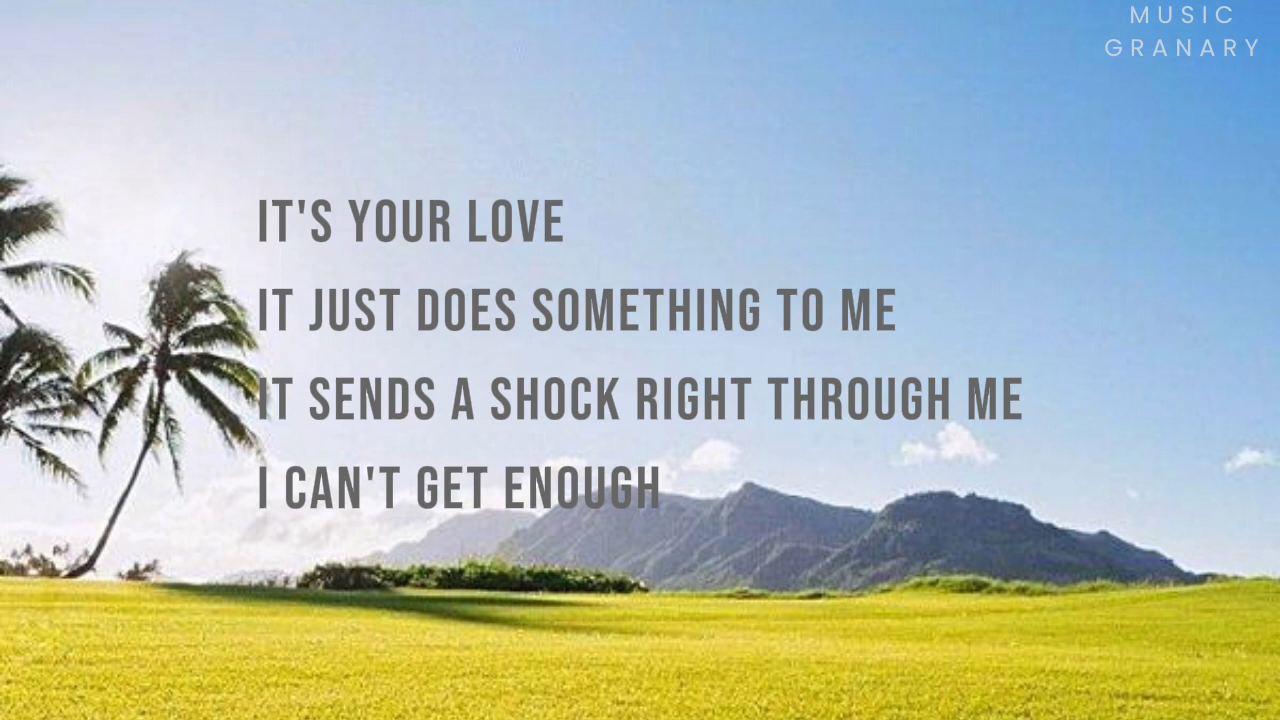 MUSIC
GRANARY
IT'S YOUR LOVE
IT JUST DOES SOMETHING TO ME
IT SENDS A SHOCK RIGHT THROUGH ME
I CAN'T GET ENOUGH